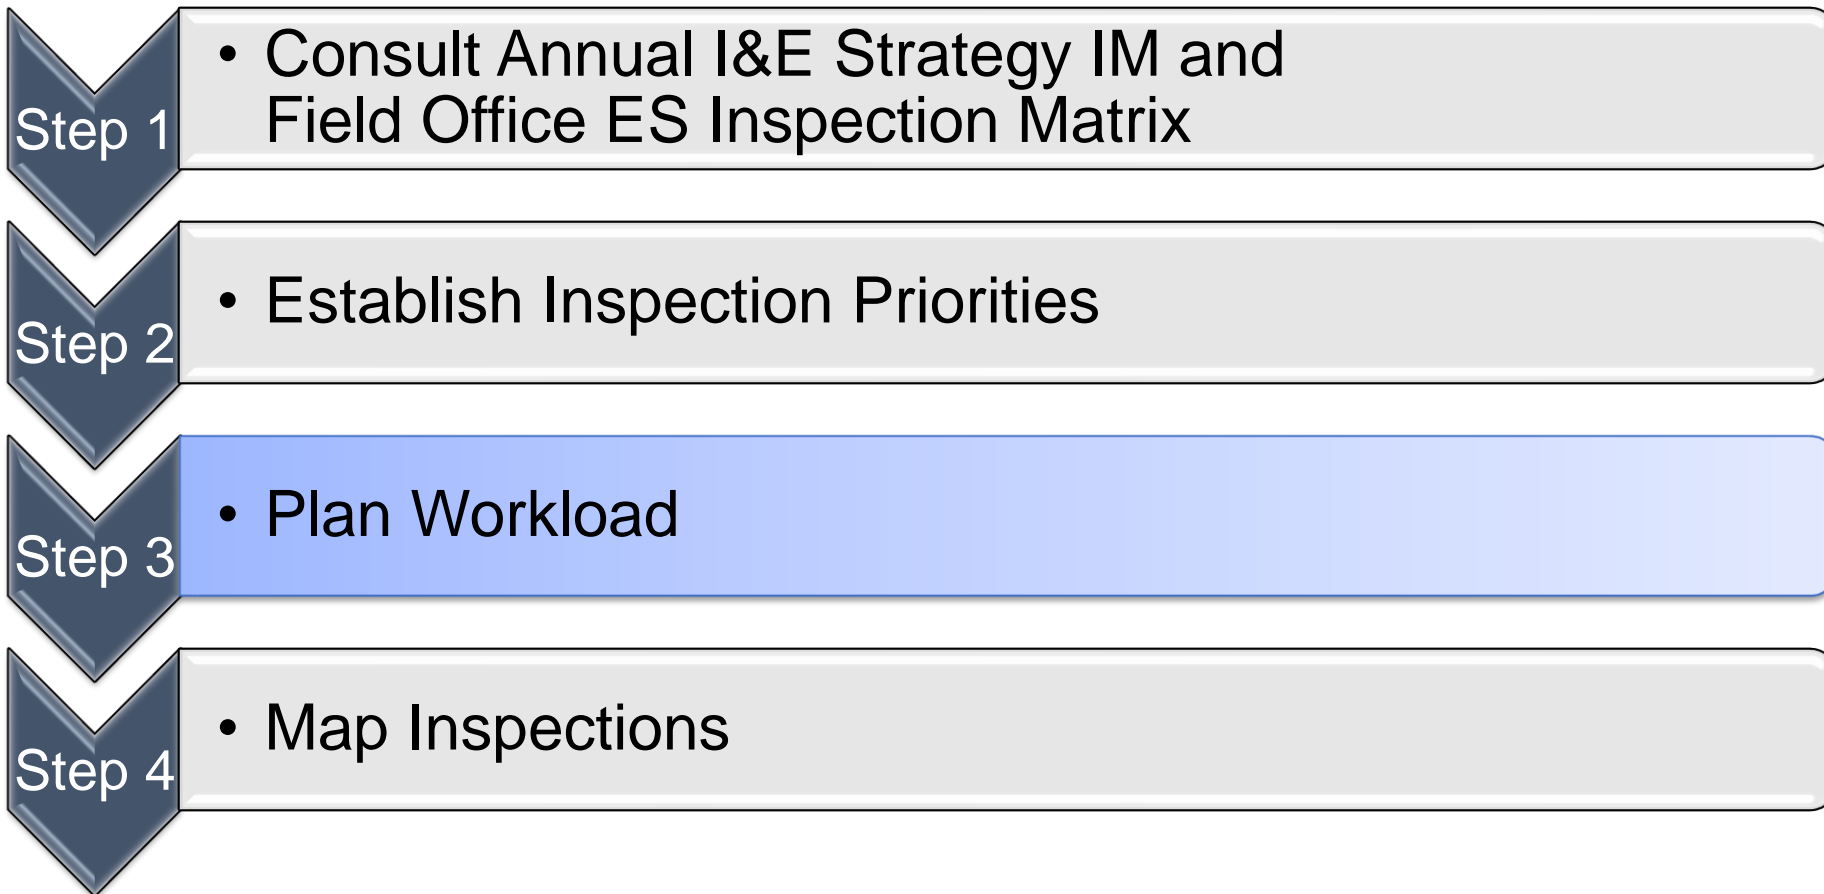 Step 1
• Consult Annual I&E Strategy IM and
Field Office ES Inspection Matrix
Step 2
• Establish Inspection Priorities
Step 3
• Plan Workload
Step 4
• Map Inspections